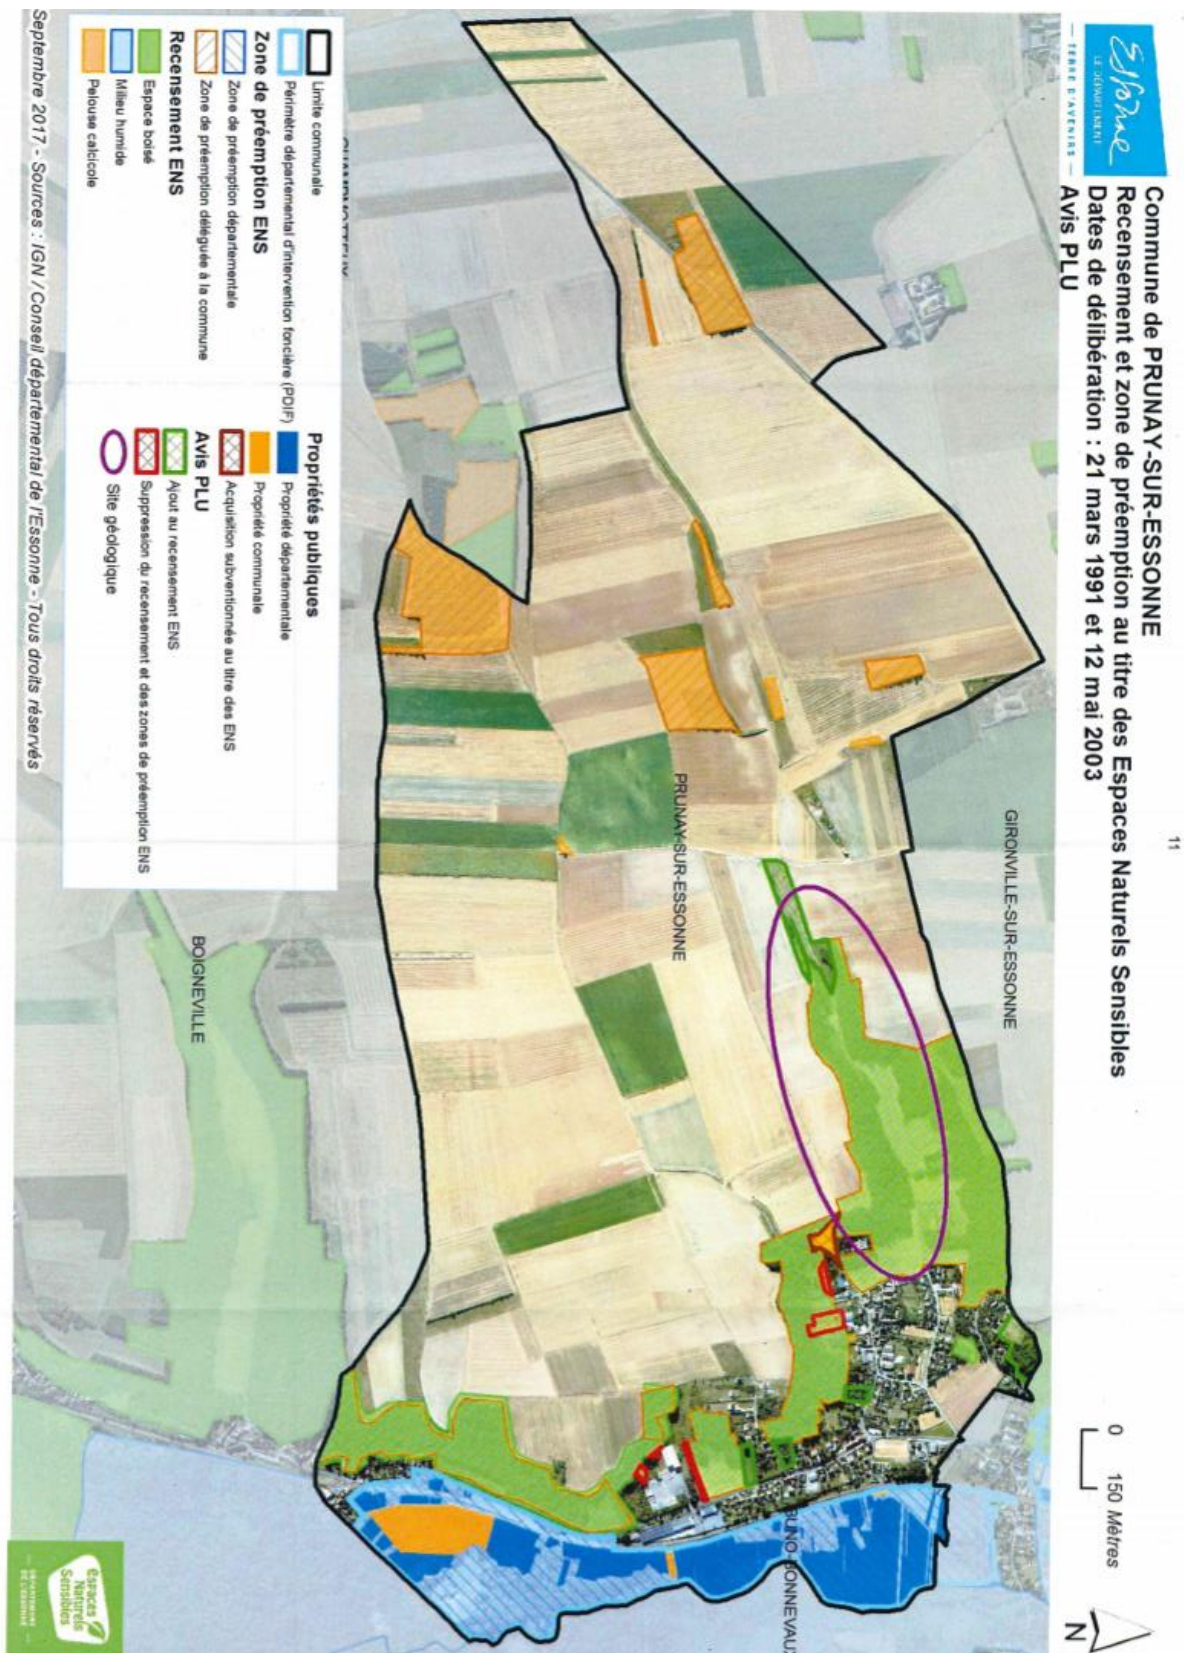 11
Essonne
LE DÉPARTEMENT
— TERRE D'AVENIRS —
Commune de PRUNAY-SUR-ESSONNE
Recensement et zone de préemption au titre des Espaces Naturels Sensibles
Dates de délibération : 21 mars 1991 et 12 mai 2003
Avis PLU
0 150 Mètres
N
GIRONVILLE-SUR-ESSONNE
PRUNAY-SUR-ESSONNE
BUNO-BONNEVAUX
BOIGNEVILLE
Limite communale
Périmètre départemental d'intervention foncière (PDIF)
Zone de préemption ENS
Zone de préemption départementale
Zone de préemption déléguée à la commune
Recensement ENS
Espace boisé
Milieu humide
Pelouse calcicole
Propriétés publiques
Propriété départementale
Propriété communale
Acquisition subventionnée au titre des ENS
Avis PLU
Ajout au recensement ENS
Suppression du recensement et des zones de préemption ENS
Site géologique
Septembre 2017 - Sources : IGN / Conseil départemental de l'Essonne - Tous droits réservés
Espaces
Naturels
Sensibles
— DÉPARTEMENT —
DE L'ESSONNE